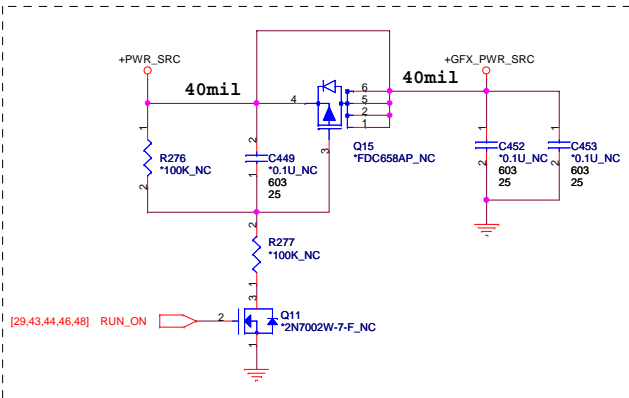 +PWR_SRC
+GFX_PWR_SRC
40mil
40mil
4
6
5
2
1
3
Q15
*FDC658AP_NC
1
R276
*100K_NC
2
2
C449
*0.1U_NC
1
603
25
1
C452
*0.1U_NC
2
603
25
1
C453
*0.1U_NC
2
603
25
2
R277
*100K_NC
1
3
Q11
*2N7002W-7-F_NC
[29,43,44,46,48] RUN_ON
2
1